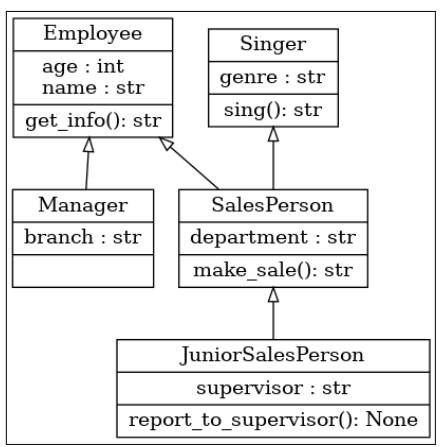 Employee
age : int
name : str
get_info(): str
Singer
genre : str
sing(): str
Manager
branch : str
SalesPerson
department : str
make_sale(): str
JuniorSalesPerson
supervisor : str
report_to_supervisor(): None